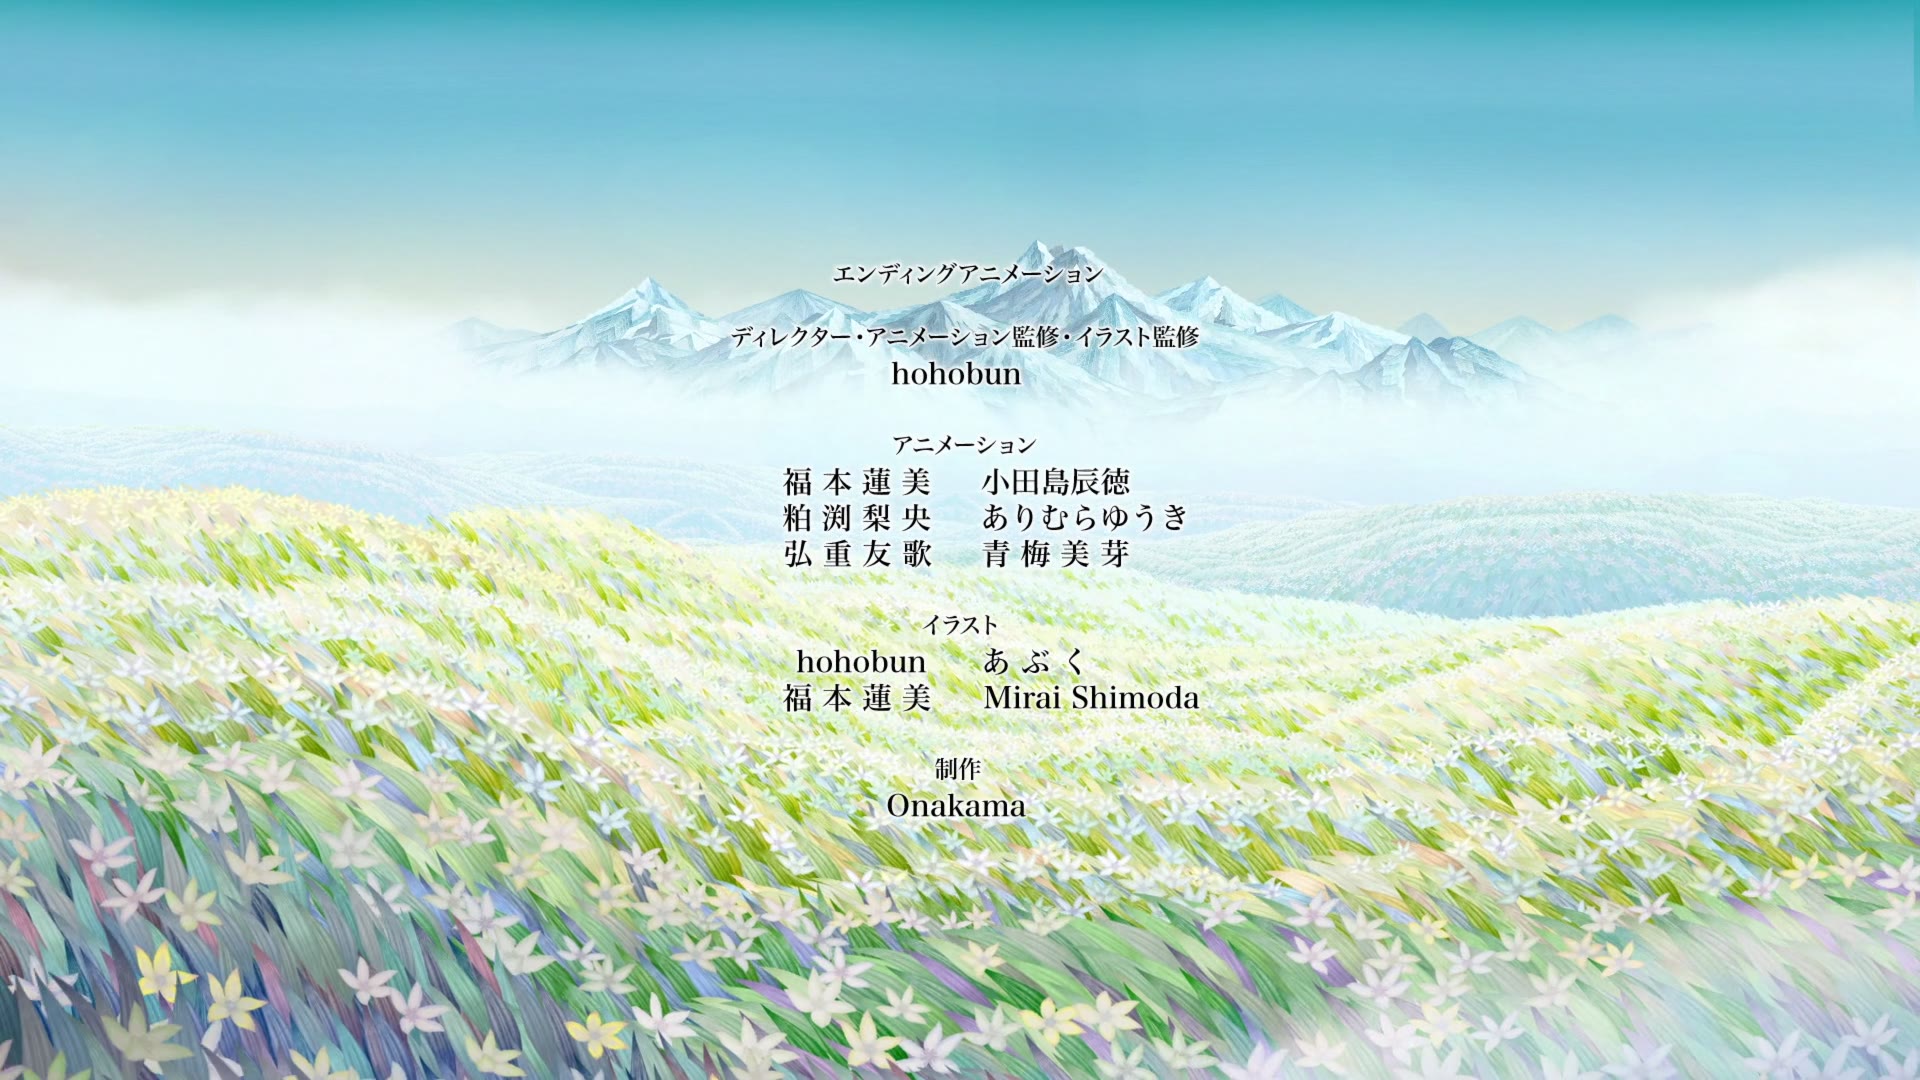 エンディングアニメーション
ディレクター・アニメーション監修・イラスト監修
hohobun
アニメーション
福本蓮美 小田島辰徳
粕渕梨央 ありむらゆうき
弘重友歌 青梅美芽
イラスト
hohobun あぶく
福本蓮美 Mirai Shimoda
制作
Onakama